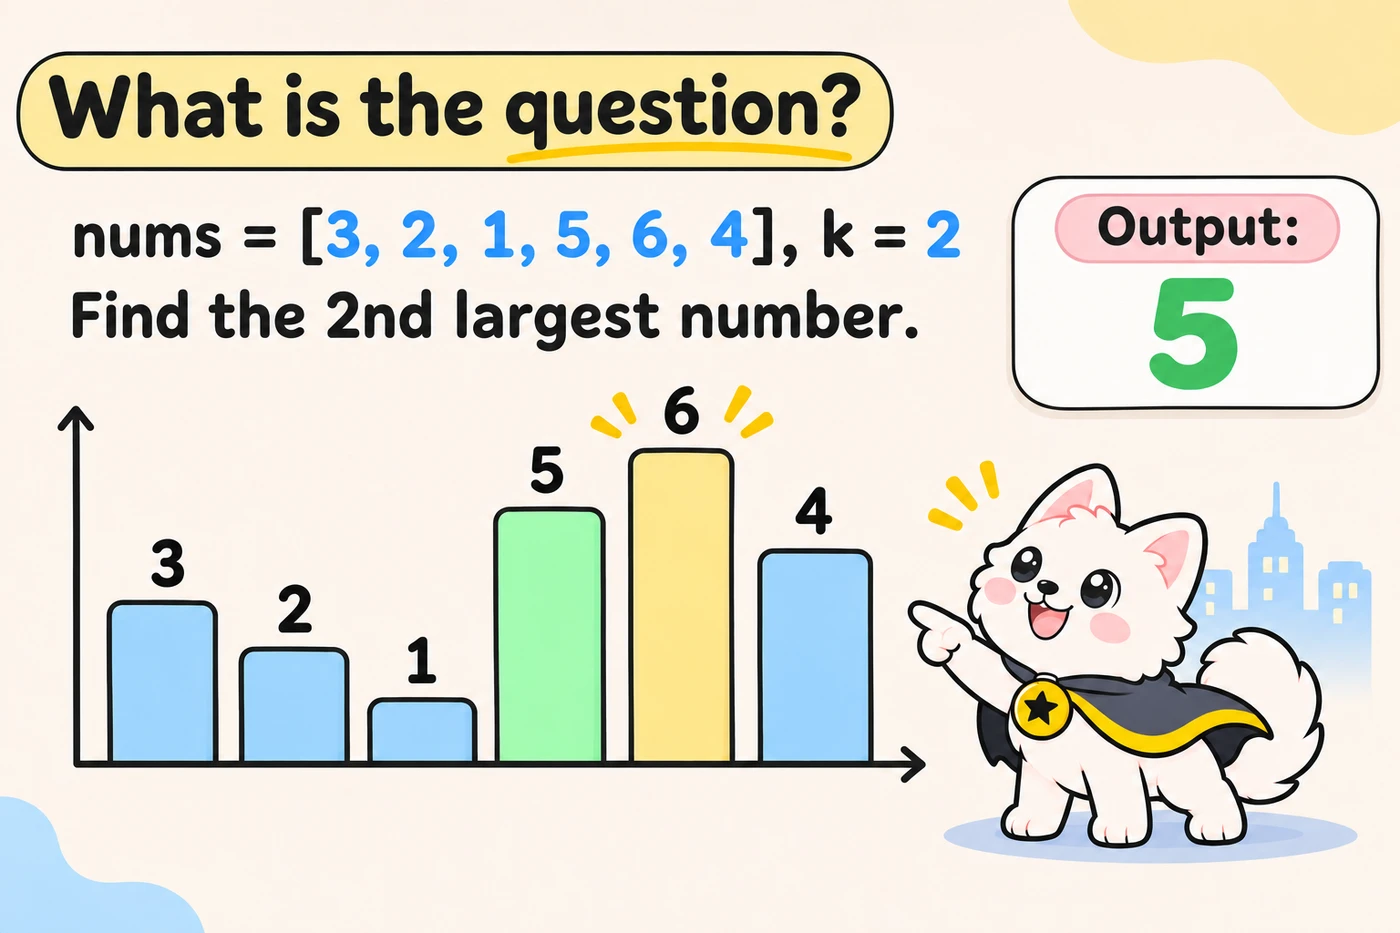 What is the question?
nums = [3, 2, 1, 5, 6, 4], k = 2
Find the 2nd largest number.
Output:
5
3
2
1
5
6
4